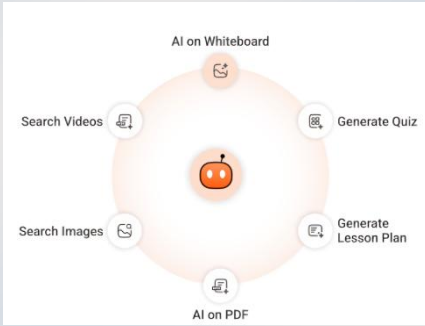 AI on Whiteboard
Search Videos
Generate Quiz
Search Images
Generate
Lesson Plan
AI on PDF